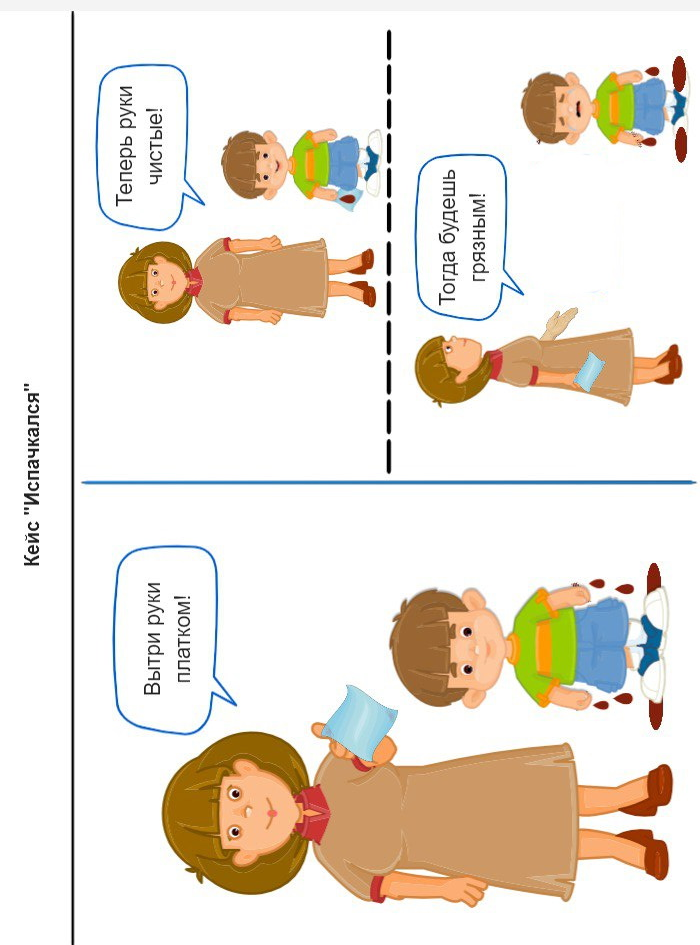 Кейс "Испачкался"
Вытри руки
платком!
Теперь руки
чистые!
Тогда будешь
грязным!